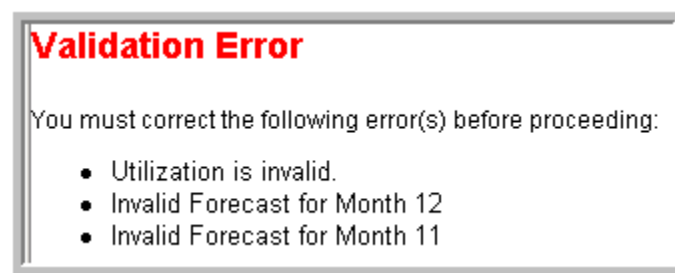 Validation Error
You must correct the following error(s) before proceeding:
Utilization is invalid.
Invalid Forecast for Month 12
Invalid Forecast for Month 11